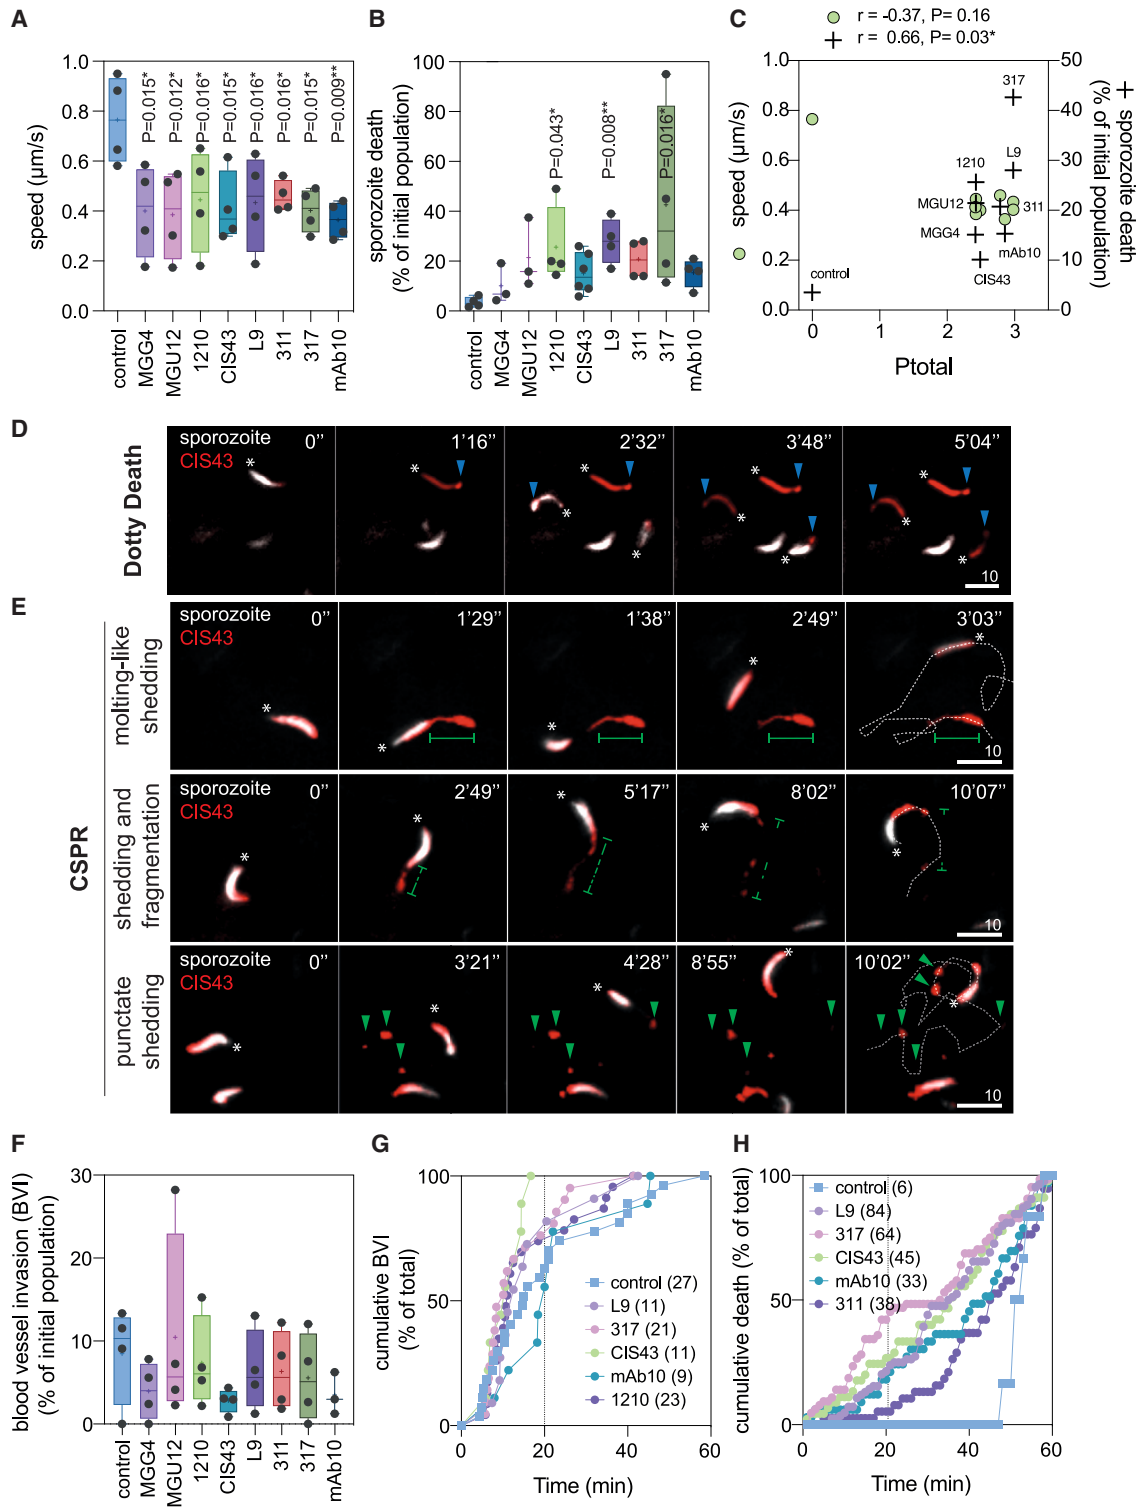 A
speed (µm/s)
1.0
0.8
0.6
0.4
0.2
0.0
P=0.015*
P=0.012*
P=0.016*
P=0.015*
P=0.016*
P=0.016*
P=0.015*
P=0.009**
control
MGG4
MGU12
1210
CIS43
L9
311
317
mAb10
B
sporozoite death
(% of initial population)
100
80
60
40
20
0
P=0.043*
P=0.008**
P=0.016*
control
MGG4
MGU12
1210
CIS43
L9
311
317
mAb10
C
r = -0.37, P= 0.16
r = 0.66, P= 0.03*
speed (µm/s)
1.0
0.8
0.6
0.4
0.2
0.0
50
40
30
20
10
0
sporozoite death
(% of initial population)
317
L9
1210
MGU12
311
MGG4
mAb10
CIS43
control
0
1
2
3
Ptotal
D
Dotty Death
sporozoite
CIS43
0’’
1’16’’
2’32’’
3’48’’
5’04’’
*
*
*
*
*
*
*
*
*
*
*
10
E
CSPR
molting-like
shedding
sporozoite
CIS43
0’’
1’29’’
1’38’’
2’49’’
3’03’’
*
*
*
*
*
10
shedding and
fragmentation
sporozoite
CIS43
0’’
2’49’’
5’17’’
8’02’’
10’07’’
*
*
*
*
*
10
punctate
shedding
sporozoite
CIS43
0’’
3’21’’
4’28’’
8’55’’
10’02’’
*
*
*
*
*
10
F
blood vessel invasion (BVI)
(% of initial population)
30
20
10
0
control
MGG4
MGU12
1210
CIS43
L9
311
317
mAb10
G
cumulative BVI
(% of total)
100
50
0
control (27)
L9 (11)
317 (21)
CIS43 (11)
mAb10 (9)
1210 (23)
0
20
40
60
Time (min)
H
cumulative death (% of total)
100
50
0
control (6)
L9 (84)
317 (64)
CIS43 (45)
mAb10 (33)
311 (38)
0
20
40
60
Time (min)